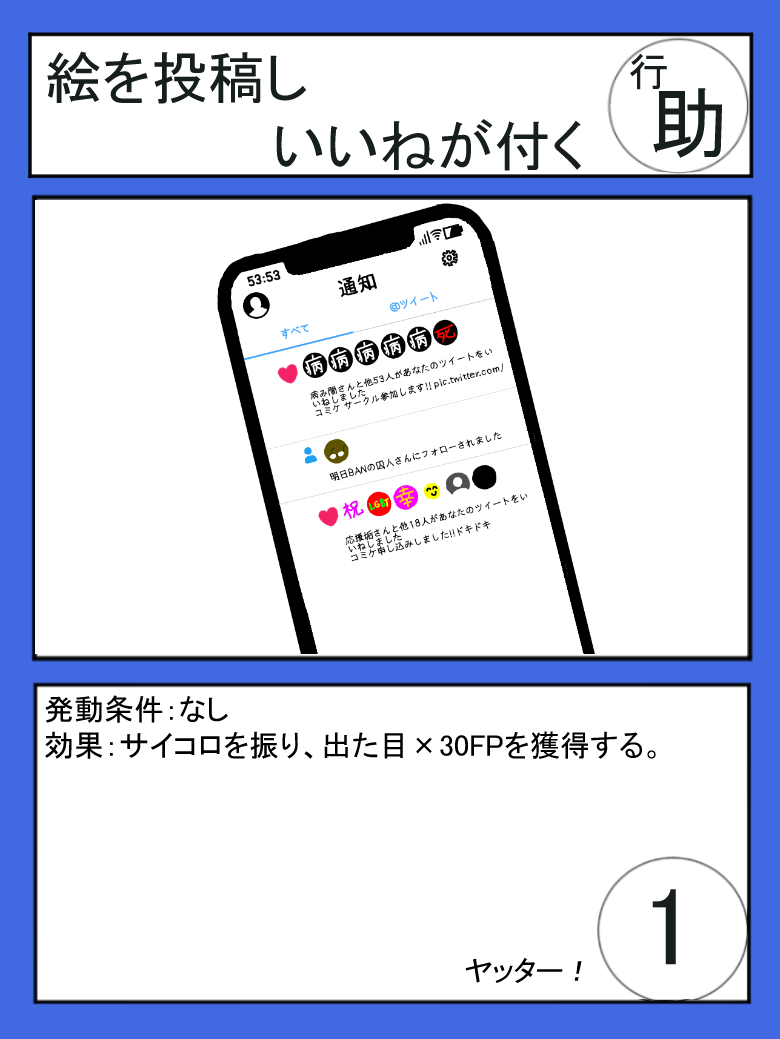 絵を投稿し
いいねが付く
行
助
53:53
通知
すべて
@ツイート
病病病病病死
病み闇さんと他53人があなたのツイートをい
いねしました
コミケ サークル参加します!! pic.twitter.com/
明日BANの囚人さんにフォローされました
祝 LGBT 幸
応援垢さんと他18人があなたのツイートをい
いねしました
コミケ申し込みしました!!ドキドキ
発動条件：なし
効果：サイコロを振り、出た目×30FPを獲得する。
1
ヤッター！